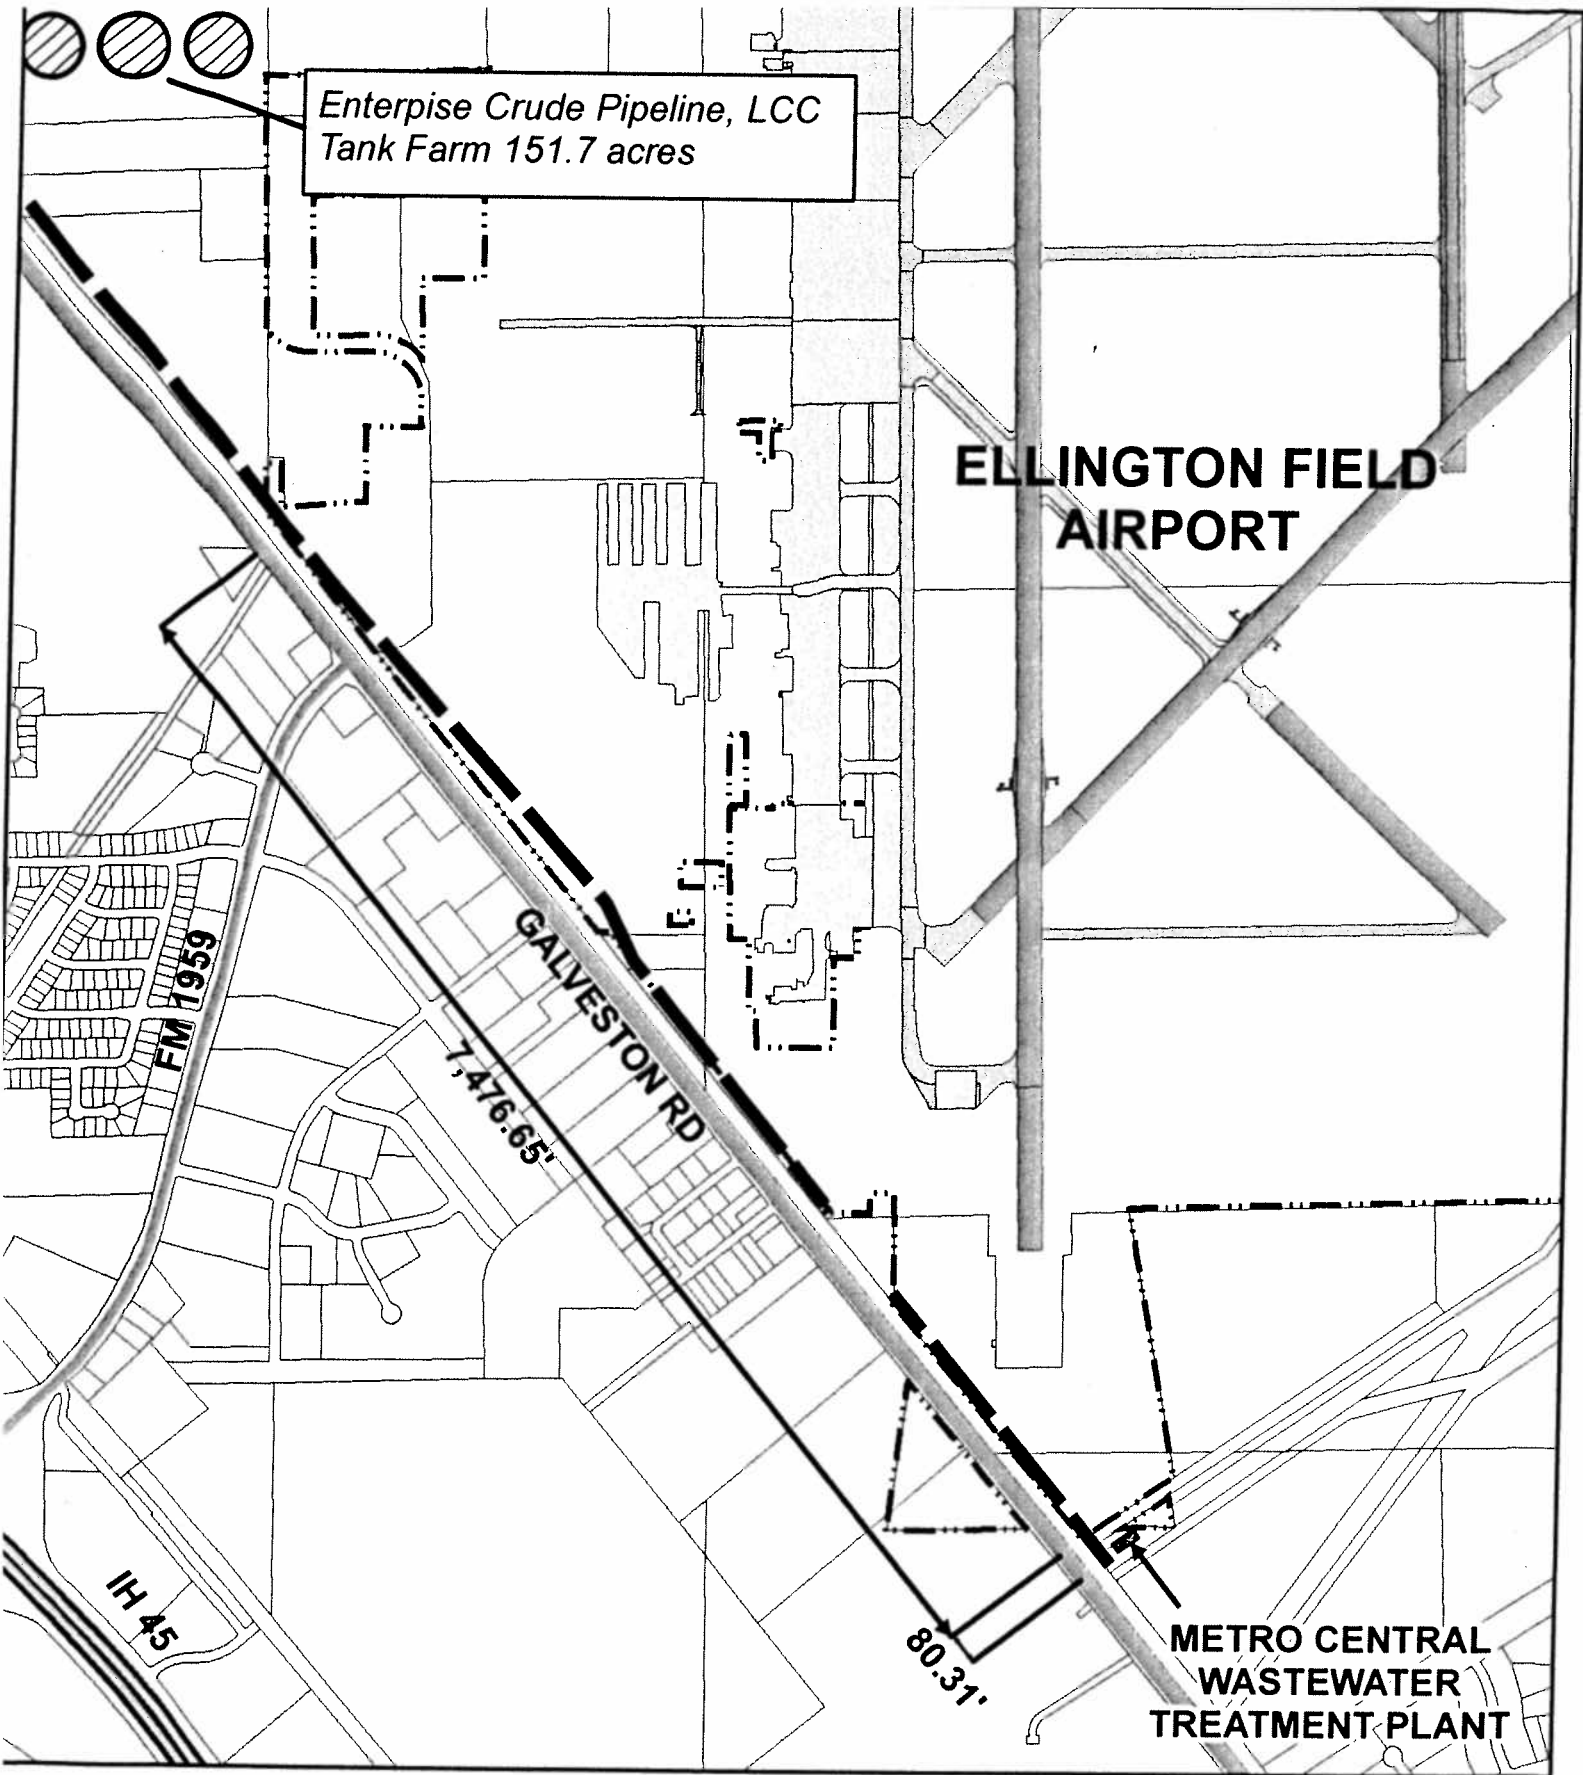 Enterpise Crude Pipeline, LCC
Tank Farm 151.7 acres
ELLINGTON FIELD
AIRPORT
GALVESTON RD
FM 1959
7,476.65'
IH 45
80.31'
METRO CENTRAL
WASTEWATER
TREATMENT PLANT